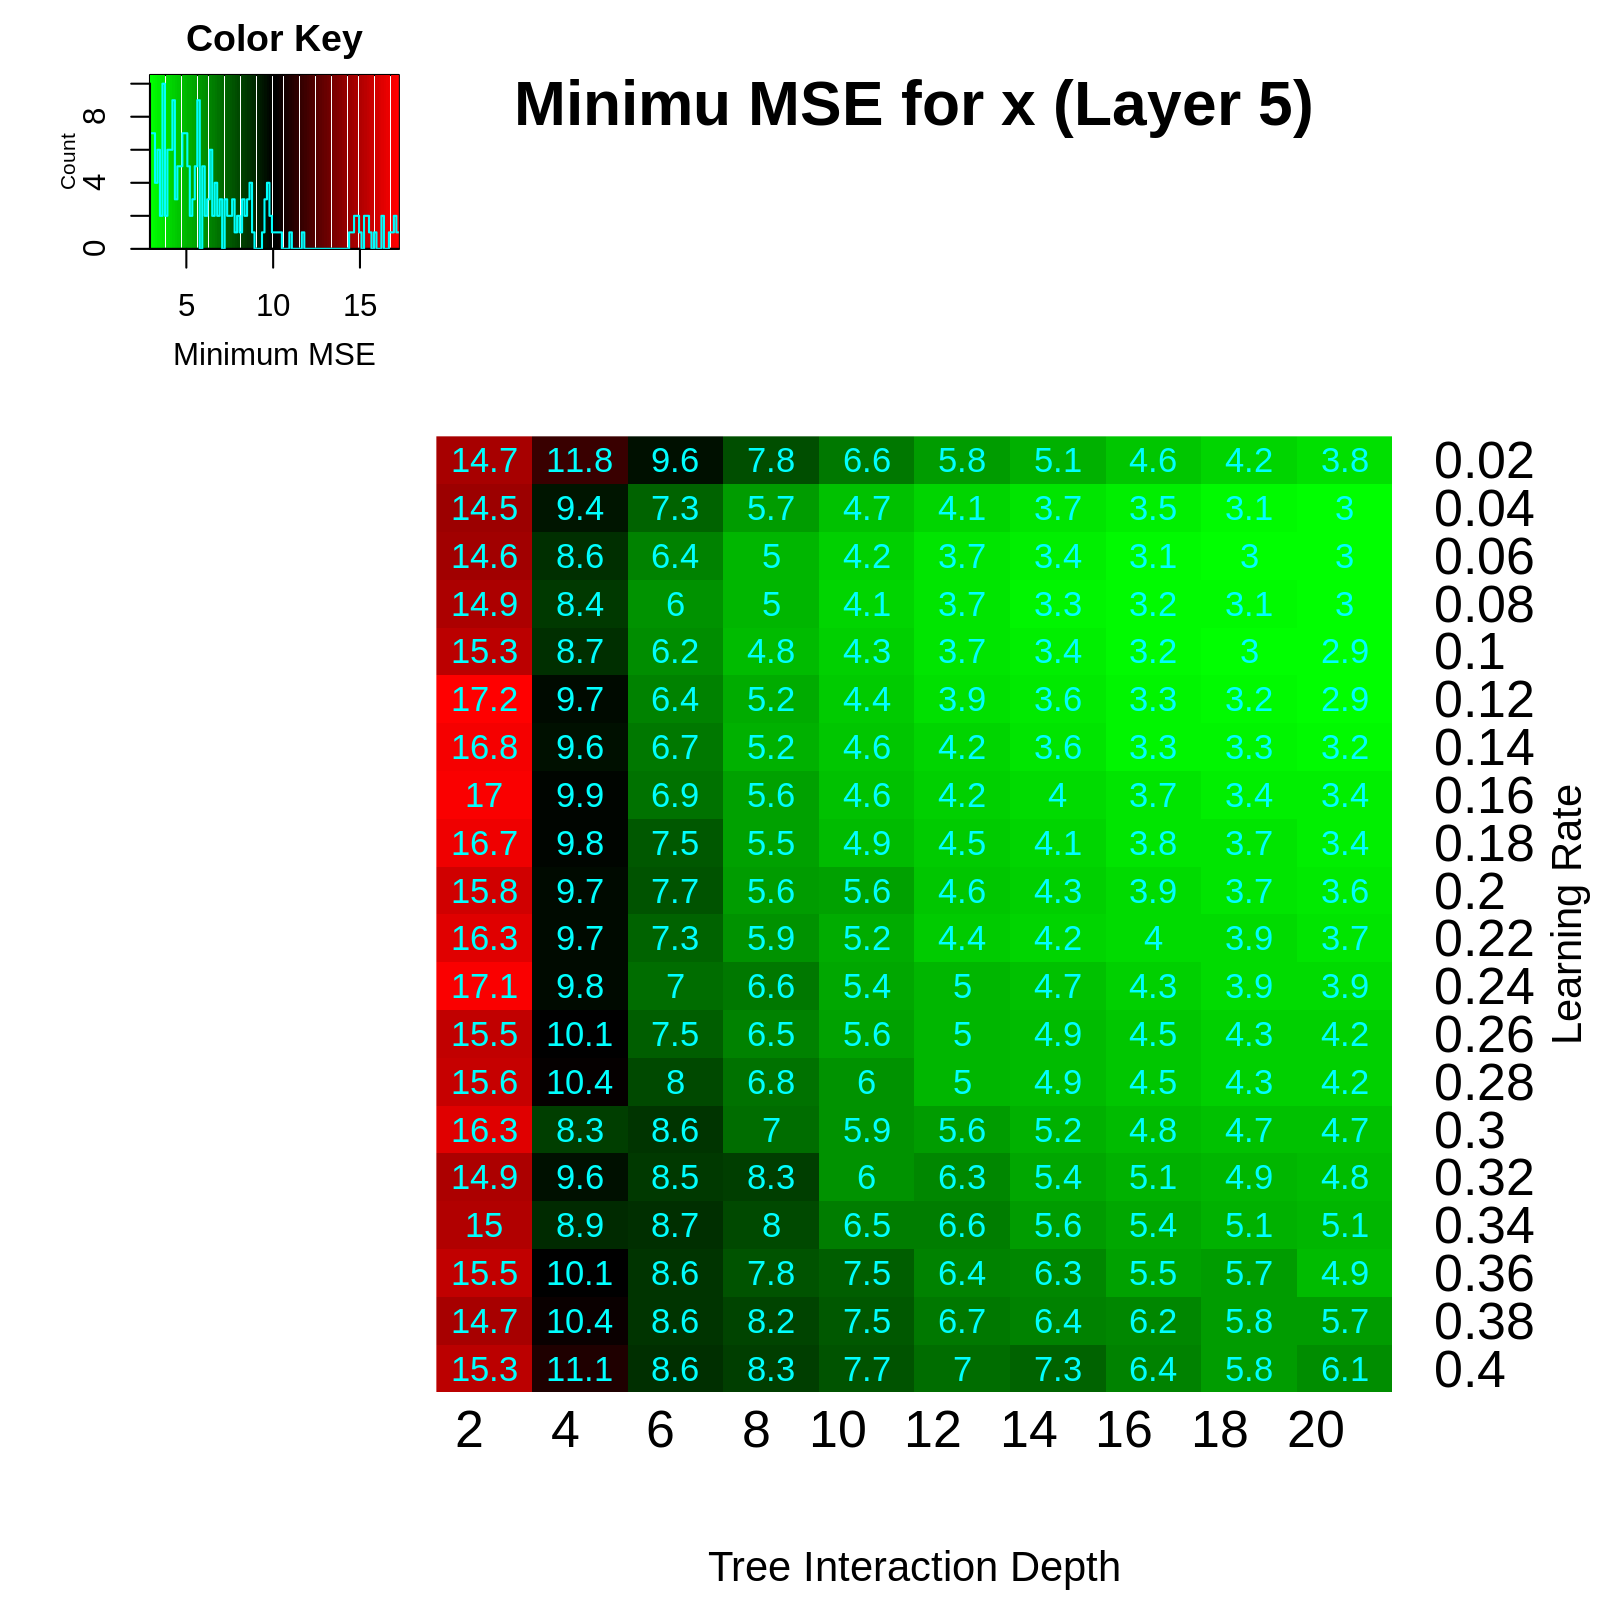 Color Key
Minimu MSE for x (Layer 5)
Count
0 4 8
5 10 15
Minimum MSE
14.7 11.8 9.6 7.8 6.6 5.8 5.1 4.6 4.2 3.8 0.02
14.5 9.4 7.3 5.7 4.7 4.1 3.7 3.5 3.1 3 0.04
14.6 8.6 6.4 5 4.2 3.7 3.4 3.1 3 3 0.06
14.9 8.4 6 5 4.1 3.7 3.3 3.2 3.1 3 0.08
15.3 8.7 6.2 4.8 4.3 3.7 3.4 3.2 3 2.9 0.1
17.2 9.7 6.4 5.2 4.4 3.9 3.6 3.3 3.2 2.9 0.12
16.8 9.6 6.7 5.2 4.6 4.2 3.6 3.3 3.3 3.2 0.14
17 9.9 6.9 5.6 4.6 4.2 4 3.7 3.4 3.4 0.16
16.7 9.8 7.5 5.5 4.9 4.5 4.1 3.8 3.7 3.4 0.18
15.8 9.7 7.7 5.6 5.6 4.6 4.3 3.9 3.7 3.6 0.2
16.3 9.7 7.3 5.9 5.2 4.4 4.2 4 3.9 3.7 0.22
17.1 9.8 7 6.6 5.4 5 4.7 4.3 3.9 3.9 0.24
15.5 10.1 7.5 6.5 5.6 5 4.9 4.5 4.3 4.2 0.26
15.6 10.4 8 6.8 6 5 4.9 4.5 4.3 4.2 0.28
16.3 8.3 8.6 7 5.9 5.6 5.2 4.8 4.7 4.7 0.3
14.9 9.6 8.5 8.3 6 6.3 5.4 5.1 4.9 4.8 0.32
15 8.9 8.7 8 6.5 6.6 5.6 5.4 5.1 5.1 0.34
15.5 10.1 8.6 7.8 7.5 6.4 6.3 5.5 5.7 4.9 0.36
14.7 10.4 8.6 8.2 7.5 6.7 6.4 6.2 5.8 5.7 0.38
15.3 11.1 8.6 8.3 7.7 7 7.3 6.4 5.8 6.1 0.4
Learning Rate
2 4 6 8 10 12 14 16 18 20
Tree Interaction Depth